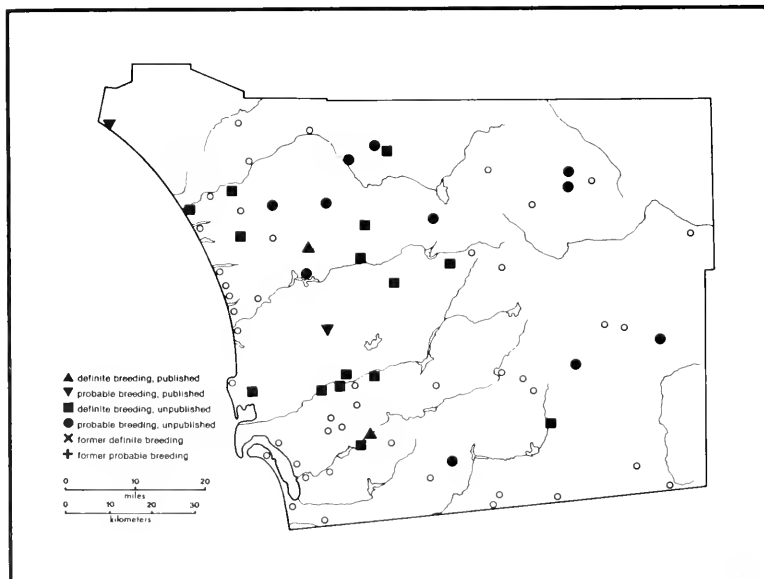 definite breeding, published
probable breeding, published
definite breeding, unpublished
probable breeding, unpublished
former definite breeding
former probable breeding
0 10 20
miles
0 10 20 30
kilometers